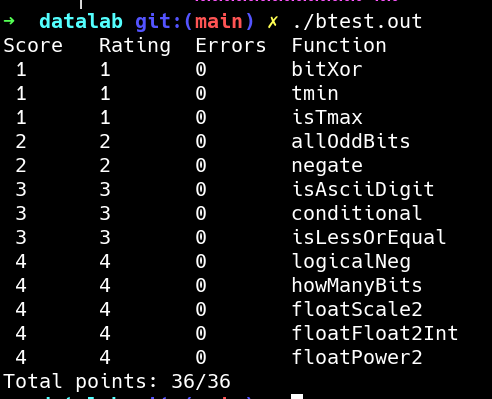 ➜ datalab git:(main) ✗ ./btest.out
Score Rating Errors Function
1 1 0 bitXor
1 1 0 tmin
1 1 0 isTmax
2 2 0 allOddBits
2 2 0 negate
3 3 0 isAsciiDigit
3 3 0 conditional
3 3 0 isLessOrEqual
4 4 0 logicalNeg
4 4 0 howManyBits
4 4 0 floatScale2
4 4 0 floatFloat2Int
4 4 0 floatPower2
Total points: 36/36